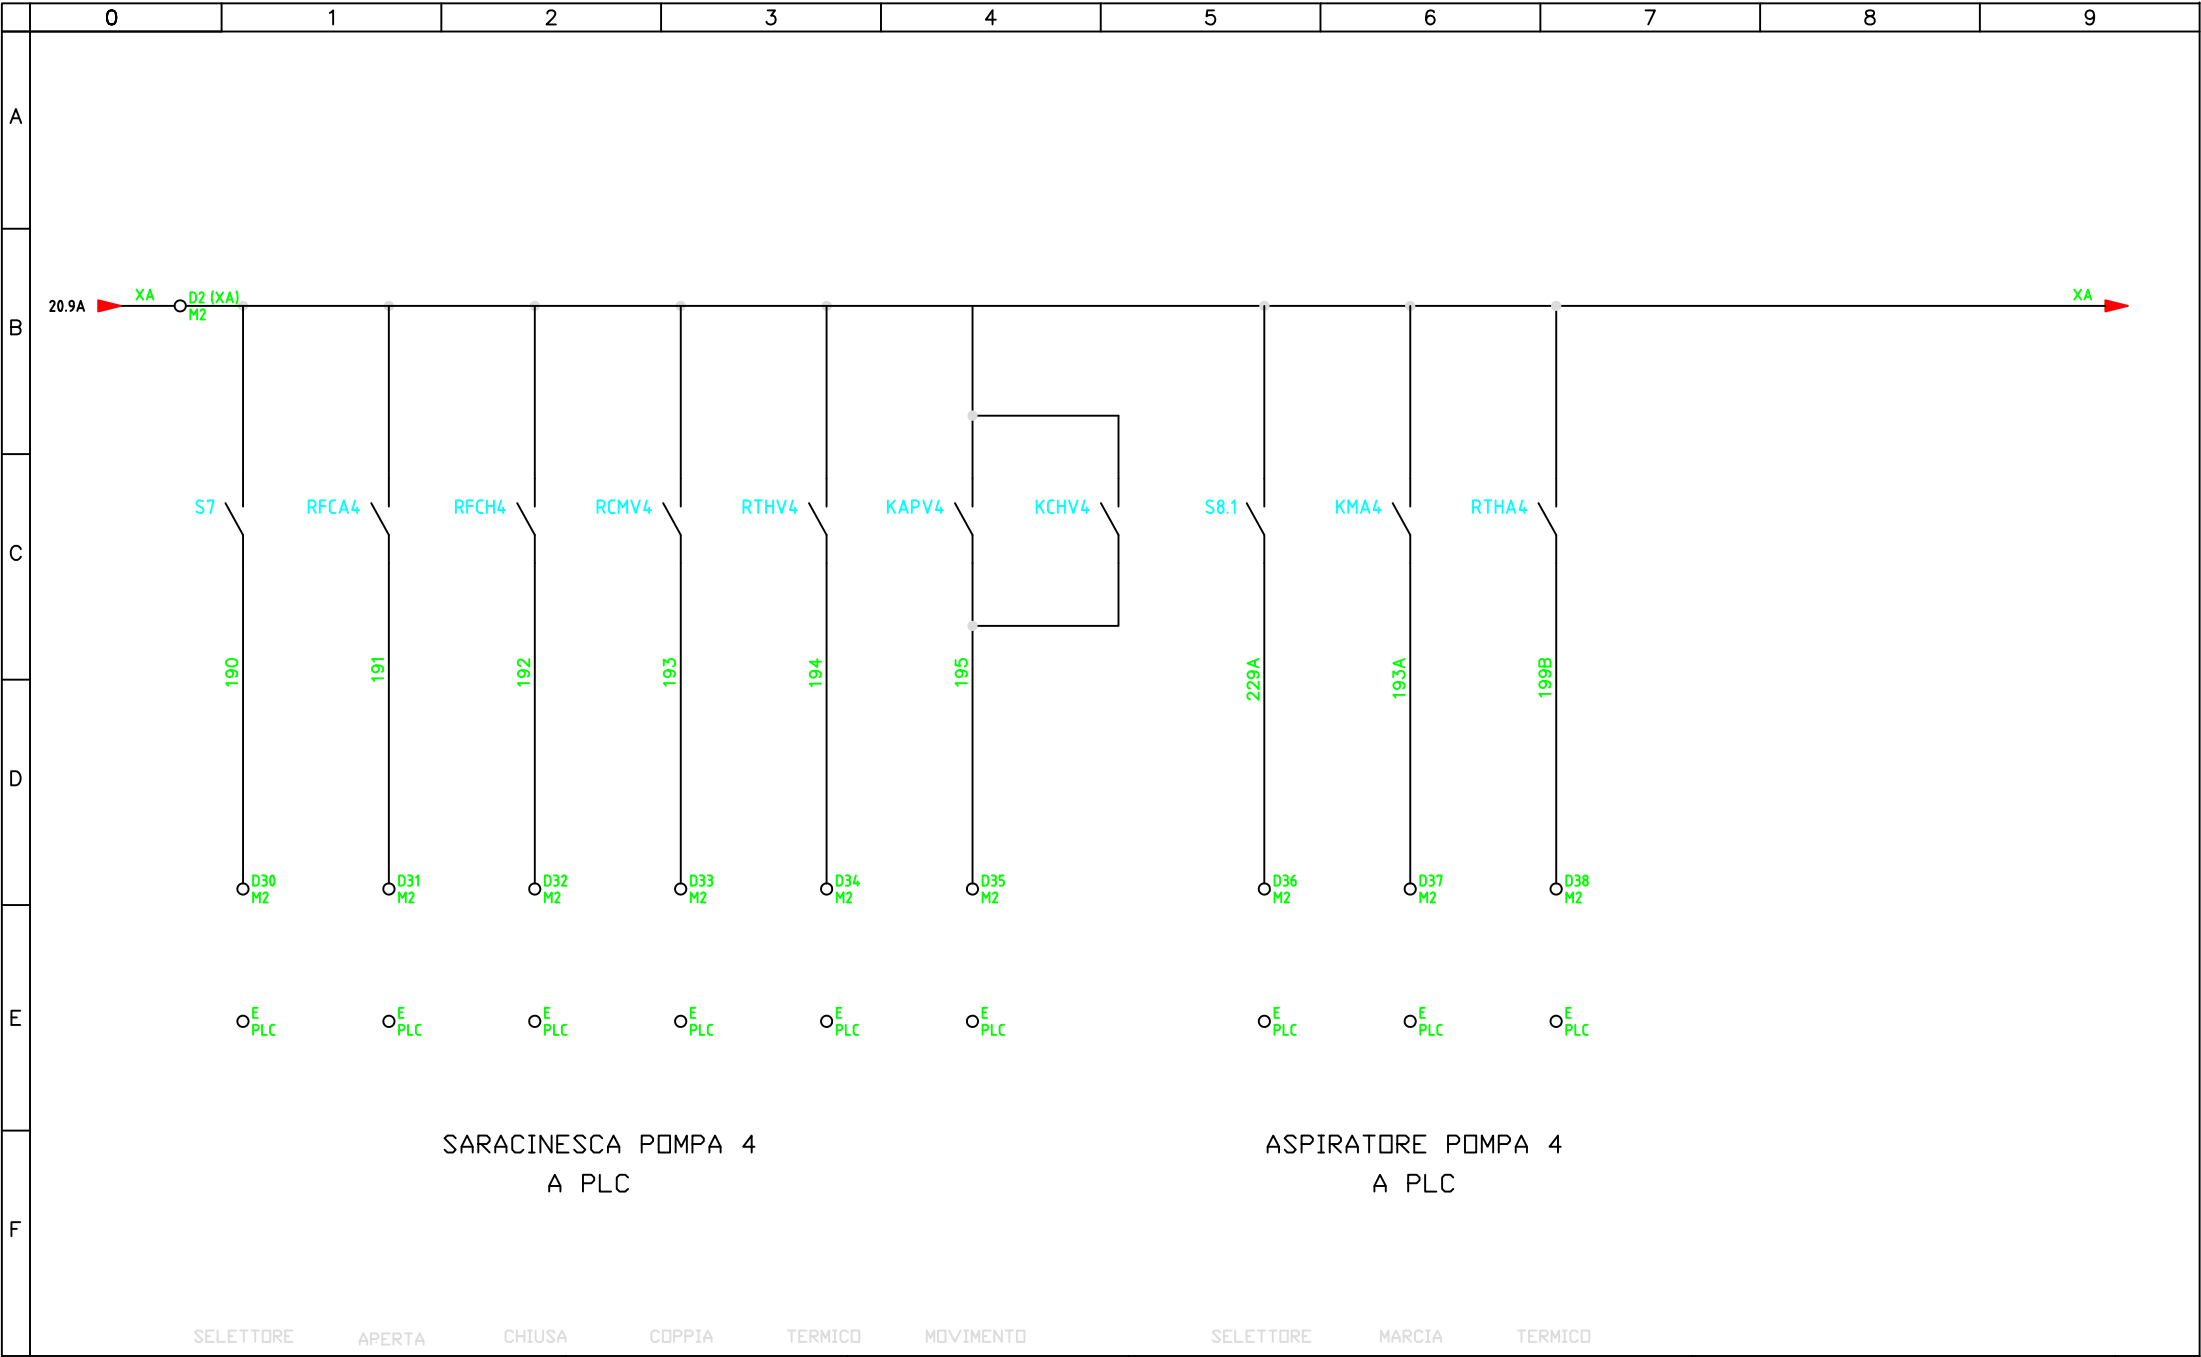 0 1 2 3 4 5 6 7 8 9
A
XA D2 (XA) XA
20.9A
M2
B
S7 RFCA4 RFCH4 RCMV4 RTHV4 KAPV4 KCHV4 S8.1 KMA4 RTHA4
C
190 191 192 193 194 195 229A 193A 199B
D
D30 D31 D32 D33 D34 D35 D36 D37 D38
M2 M2 M2 M2 M2 M2 M2 M2 M2
E
E E E E E E E E E
PLC PLC PLC PLC PLC PLC PLC PLC PLC
SARACINESCA POMPA 4 ASPIRATORE POMPA 4
A PLC A PLC
F
SELETTORE APERTA CHIUSA COPPIA TERMICO MOVIMENTO SELETTORE MARCIA TERMICO